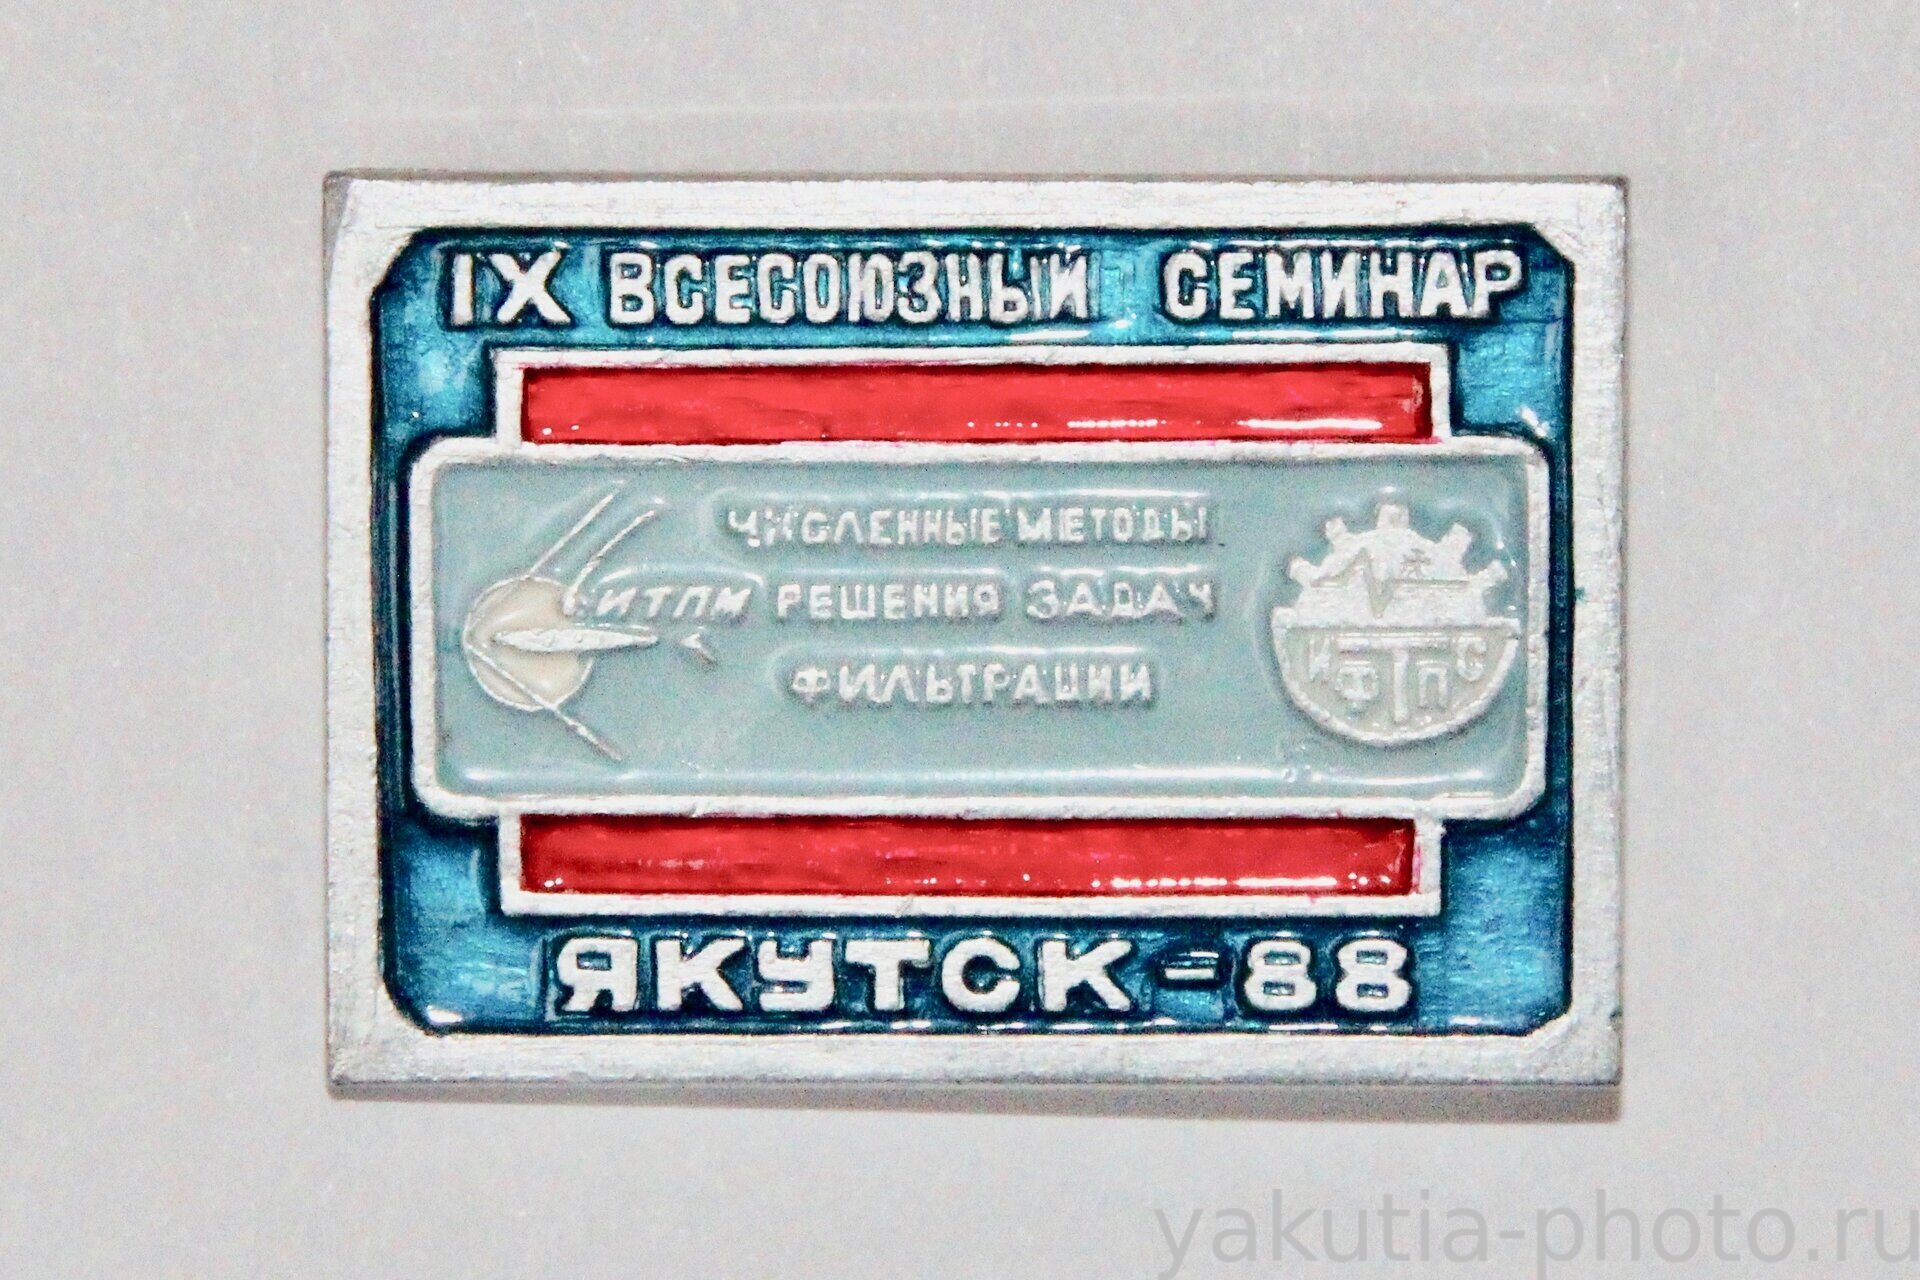 IX ВСЕСОЮЗНЫЙ СЕМИНАР
ЧИСЛЕННЫЕ МЕТОДЫ
ИТПМ РЕШЕНИЯ ЗАДАЧ
ФИЛЬТРАЦИИ
ИФТПС
ЯКУТСК-88
yakutia-photo.ru